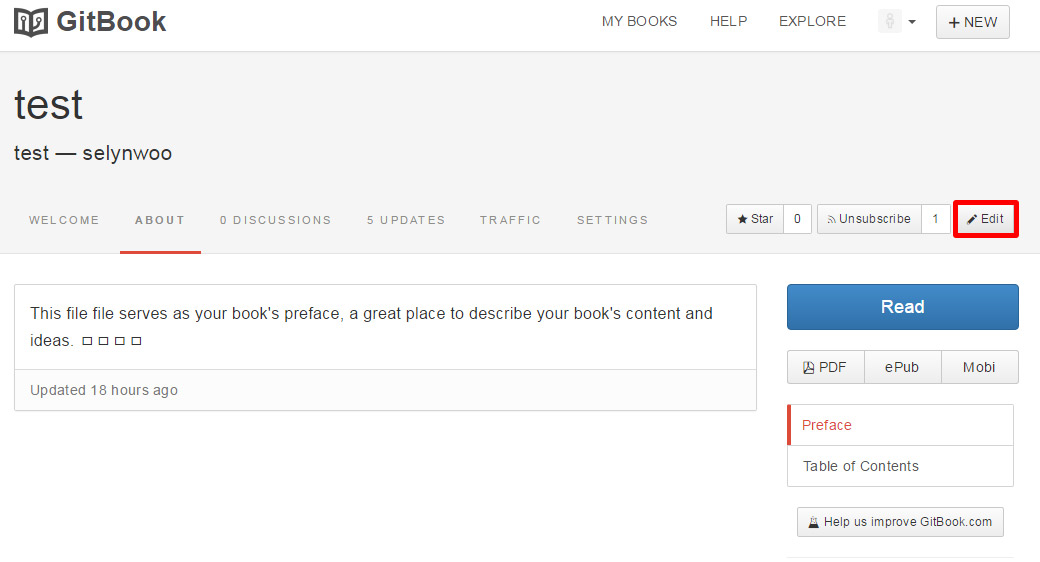 GitBook
MY BOOKS HELP EXPLORE + NEW
test
test — selynwoo
WELCOME ABOUT 0 DISCUSSIONS 5 UPDATES TRAFFIC SETTINGS
Star 0 Unsubscribe 1 Edit
This file file serves as your book's preface, a great place to describe your book's content and
ideas. □ □ □ □
Updated 18 hours ago
Read
PDF ePub Mobi
Preface
Table of Contents
Help us improve GitBook.com